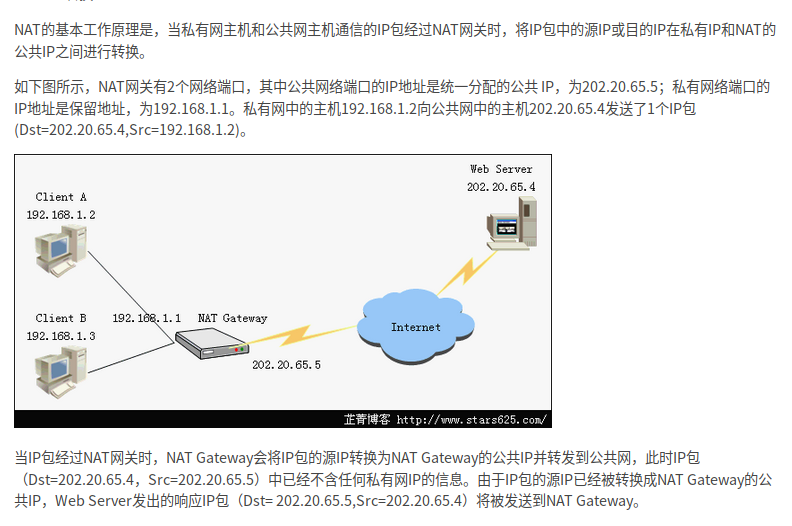 NAT的基本工作原理是，当私有网主机和公共网主机通信的IP包经过NAT网关时，将IP包中的源IP或目的IP在私有IP和NAT的
公共IP之间进行转换。
如下图所示，NAT网关有2个网络端口，其中公共网络端口的IP地址是统一分配的公共 IP，为202.20.65.5；私有网络端口的
IP地址是保留地址，为192.168.1.1。私有网中的主机192.168.1.2向公共网中的主机202.20.65.4发送了1个IP包
(Dst=202.20.65.4,Src=192.168.1.2)。
Web Server
202.20.65.4
Client A
192.168.1.2
Client B
192.168.1.3
192.168.1.1
NAT Gateway
Internet
202.20.65.5
芷菁博客 http://www.stars625.com/
当IP包经过NAT网关时，NAT Gateway会将IP包的源IP转换为NAT Gateway的公共IP并转发到公共网，此时IP包
（Dst=202.20.65.4，Src=202.20.65.5）中已经不含任何私有网IP的信息。由于IP包的源IP已经被转换成NAT Gateway的公
共IP，Web Server发出的响应IP包（Dst= 202.20.65.5,Src=202.20.65.4）将被发送到NAT Gateway。